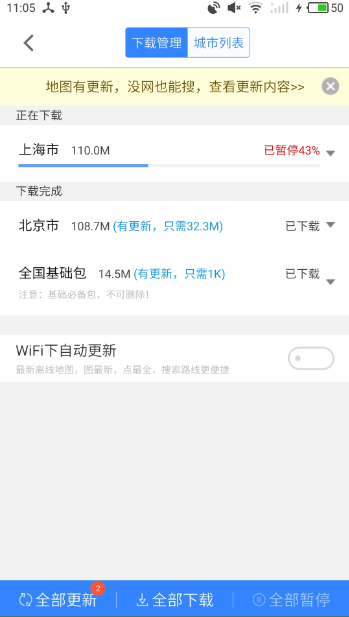 11:05
50
下载管理 城市列表
地图有更新，没网也能搜，查看更新内容>>
正在下载
上海市 110.0M 已暂停43%
下载完成
北京市 108.7M (有更新，只需32.3M) 已下载
全国基础包 14.5M (有更新，只需1K) 已下载
注意：基础必备包，不可删除！
WiFi下自动更新
最新离线地图，图最新，点最全，搜索路线更便捷
全部更新 2 全部下载 全部暂停